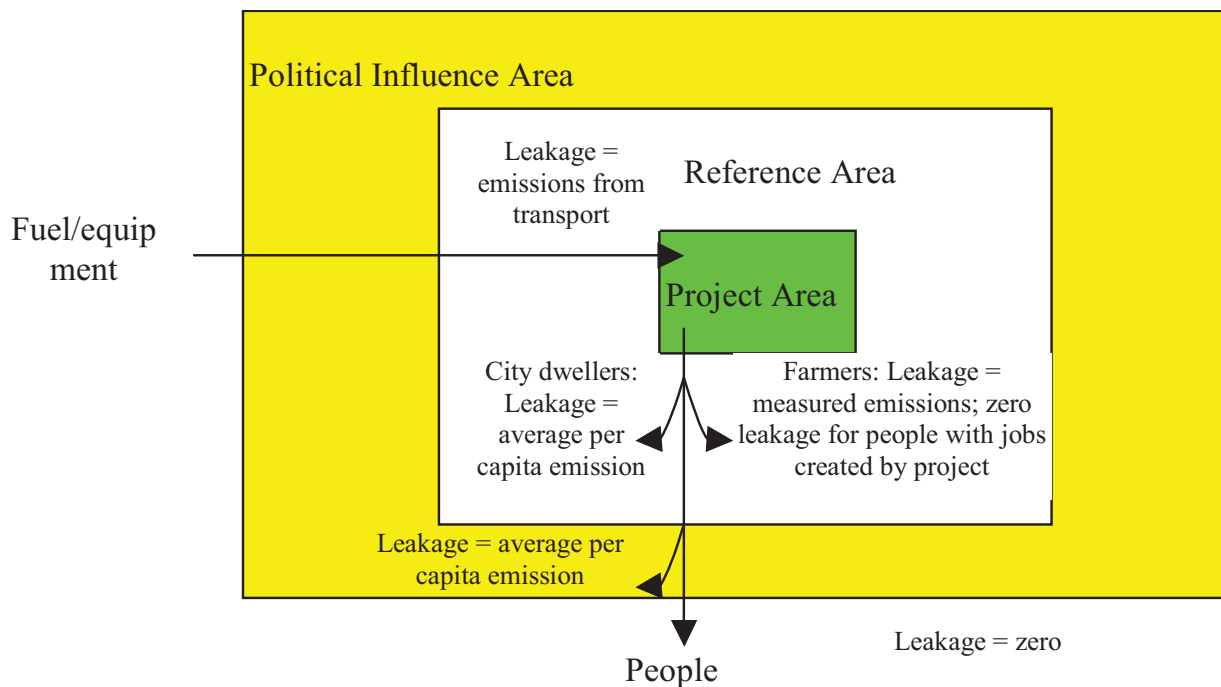 Political Influence Area
Leakage =
emissions from
transport
Reference Area
Fuel/equip
ment
Project Area
City dwellers:
Leakage =
average per
capita emission
Farmers: Leakage =
measured emissions; zero
leakage for people with jobs
created by project
Leakage = average per
capita emission
Leakage = zero
People